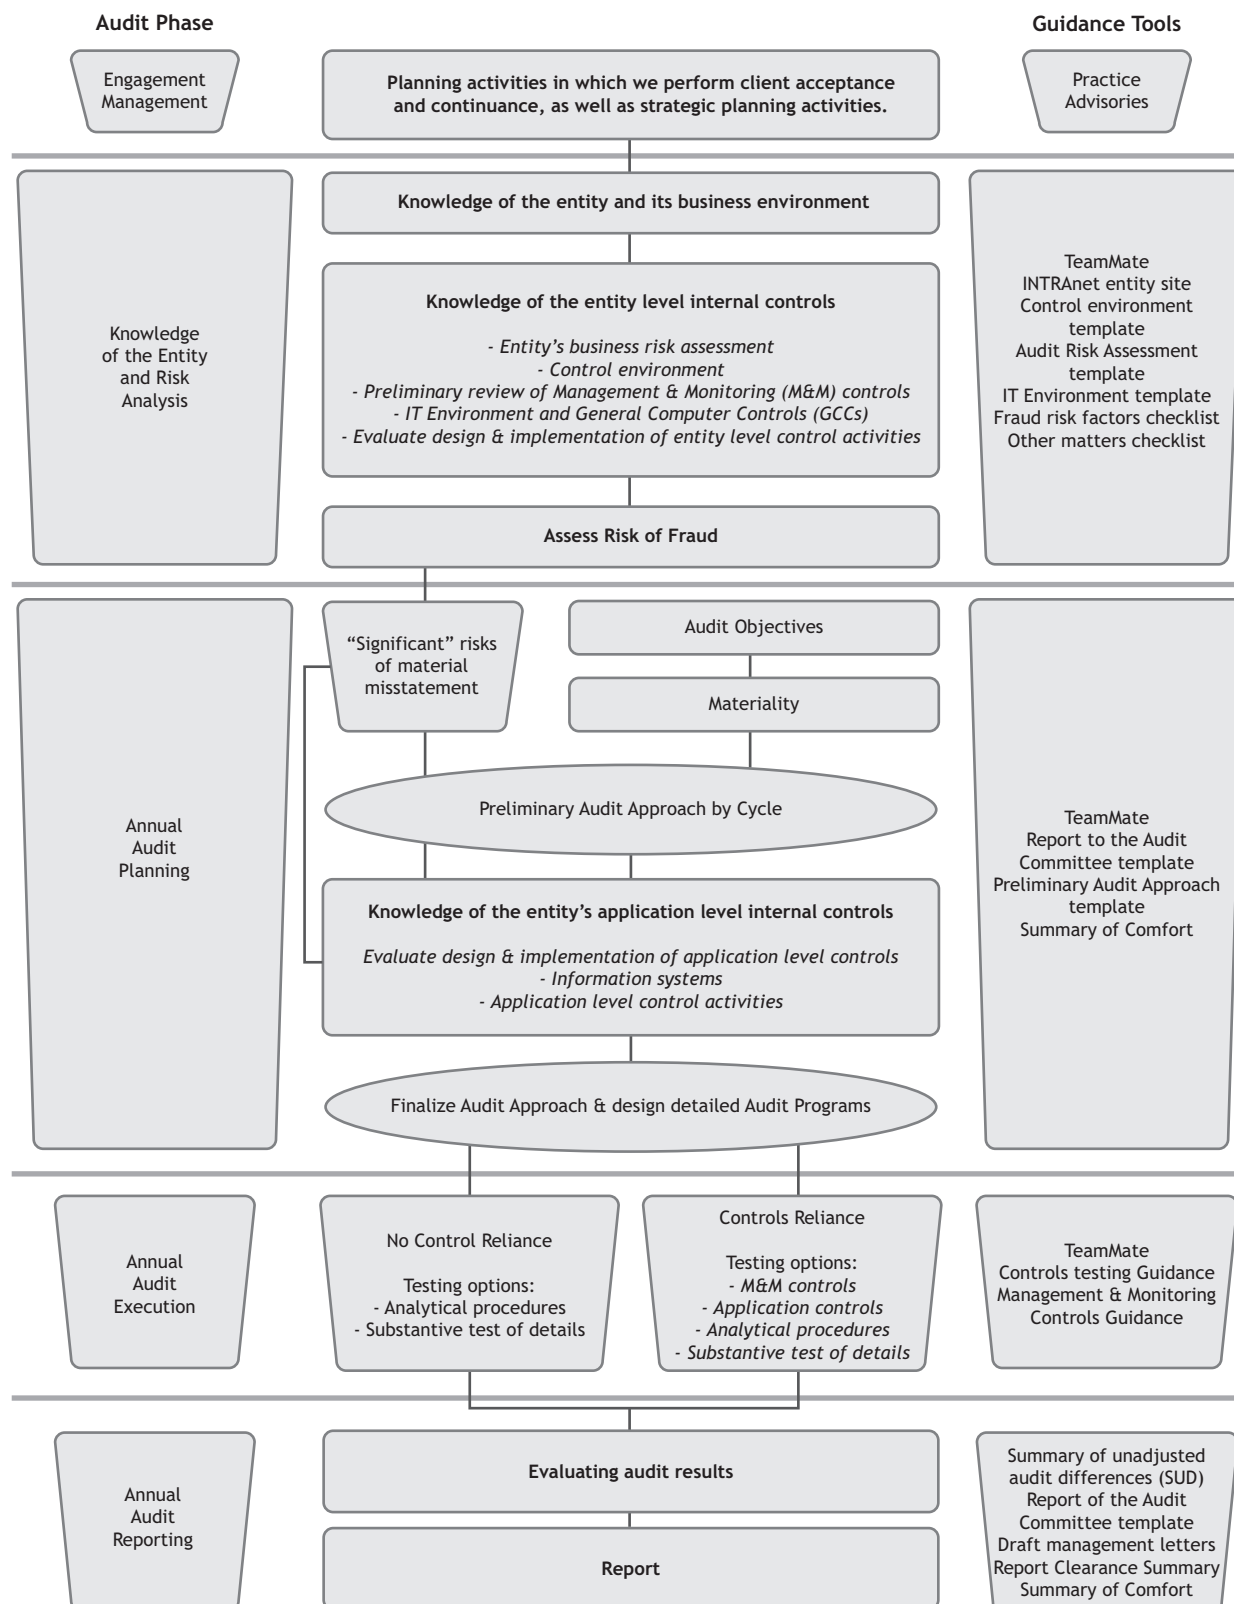 Audit Phase
Guidance Tools
Engagement
Management
Planning activities in which we perform client acceptance
and continuance, as well as strategic planning activities.
Practice
Advisories
Knowledge
of the Entity
and Risk
Analysis
Knowledge of the entity and its business environment
Knowledge of the entity level internal controls
- Entity’s business risk assessment
- Control environment
- Preliminary review of Management & Monitoring (M&M) controls
- IT Environment and General Computer Controls (GCCs)
- Evaluate design & implementation of entity level control activities
Assess Risk of Fraud
TeamMate
INTRAnet entity site
Control environment
template
Audit Risk Assessment
template
IT Environment template
Fraud risk factors checklist
Other matters checklist
Annual
Audit
Planning
“Significant” risks
of material
misstatement
Audit Objectives
Materiality
Preliminary Audit Approach by Cycle
Knowledge of the entity’s application level internal controls
Evaluate design & implementation of application level controls
- Information systems
- Application level control activities
Finalize Audit Approach & design detailed Audit Programs
TeamMate
Report to the Audit
Committee template
Preliminary Audit Approach
template
Summary of Comfort
Annual
Audit
Execution
No Control Reliance
Testing options:
- Analytical procedures
- Substantive test of details
Controls Reliance
Testing options:
- M&M controls
- Application controls
- Analytical procedures
- Substantive test of details
TeamMate
Controls testing Guidance
Management & Monitoring
Controls Guidance
Annual
Audit
Reporting
Evaluating audit results
Report
Summary of unadjusted
audit differences (SUD)
Report of the Audit
Committee template
Draft management letters
Report Clearance Summary
Summary of Comfort